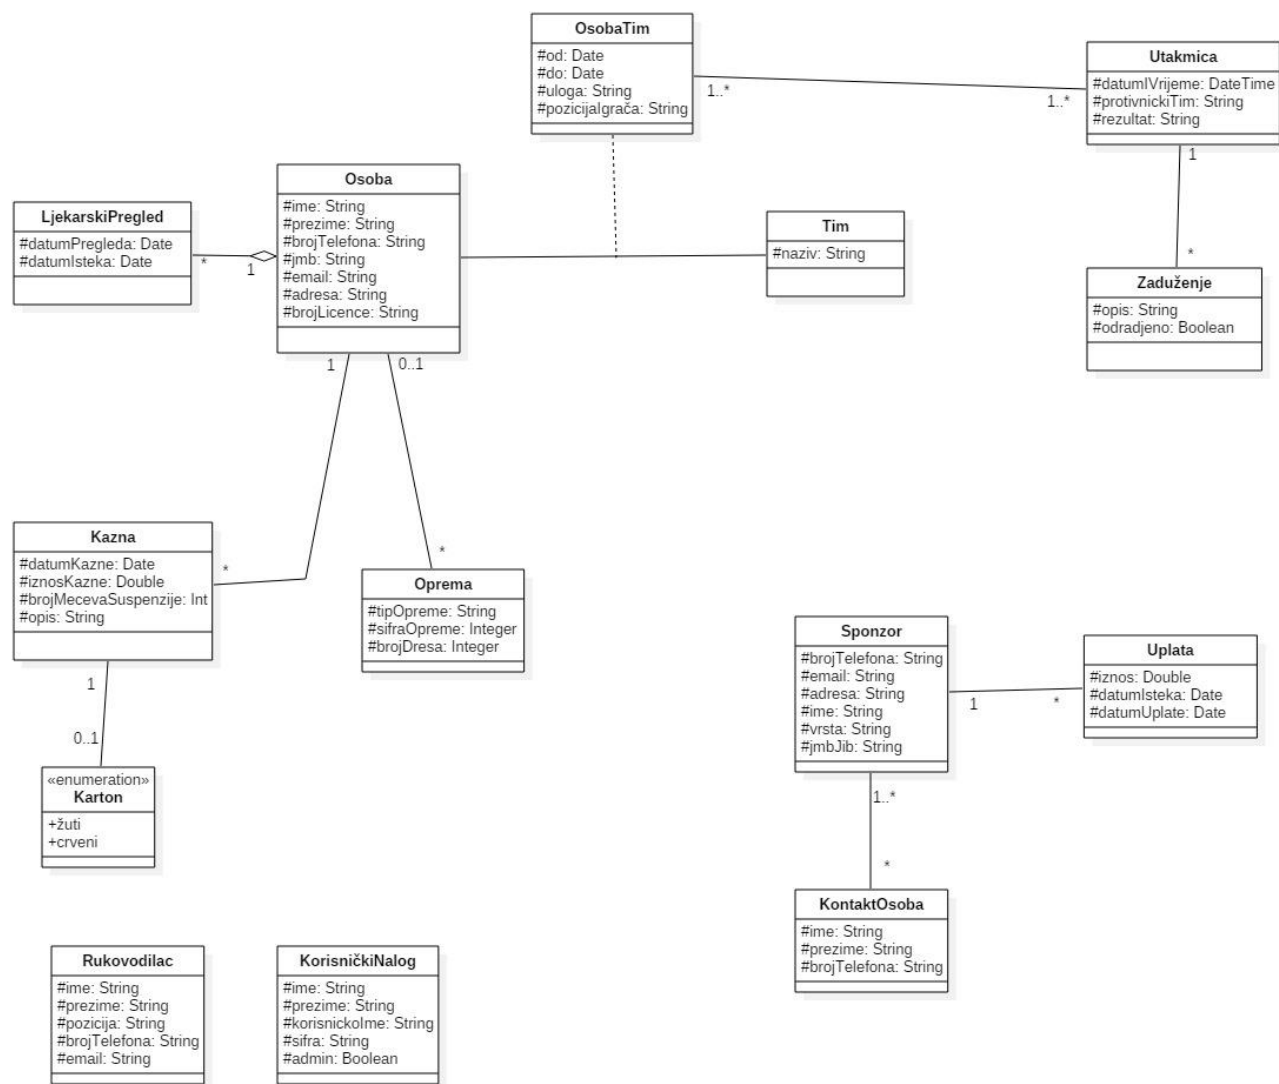 OsobaTim
#od: Date
#do: Date
#uloga: String
#pozicijaIgrača: String
1..*
1..*
Utakmica
#datumIVrijeme: DateTime
#protivnickiTim: String
#rezultat: String
1
*
Zaduženje
#opis: String
#odradjeno: Boolean
Osoba
#ime: String
#prezime: String
#brojTelefona: String
#jmb: String
#email: String
#adresa: String
#brojLicence: String
LjekarskiPregled
#datumPregleda: Date
#datumIsteka: Date
*
1
Tim
#naziv: String
1
0..1
Kazna
#datumKazne: Date
#iznosKazne: Double
#brojMecevaSuspenzije: Int
#opis: String
*
*
Oprema
#tipOpreme: String
#sifraOpreme: Integer
#brojDresa: Integer
1
0..1
«enumeration»
Karton
+žuti
+crveni
Sponzor
#brojTelefona: String
#email: String
#adresa: String
#ime: String
#vrsta: String
#jmbJib: String
1
*
Uplata
#iznos: Double
#datumIsteka: Date
#datumUplate: Date
1..*
*
KontaktOsoba
#ime: String
#prezime: String
#brojTelefona: String
Rukovodilac
#ime: String
#prezime: String
#pozicija: String
#brojTelefona: String
#email: String
KorisničkiNalog
#ime: String
#prezime: String
#korisnickoIme: String
#sifra: String
#admin: Boolean